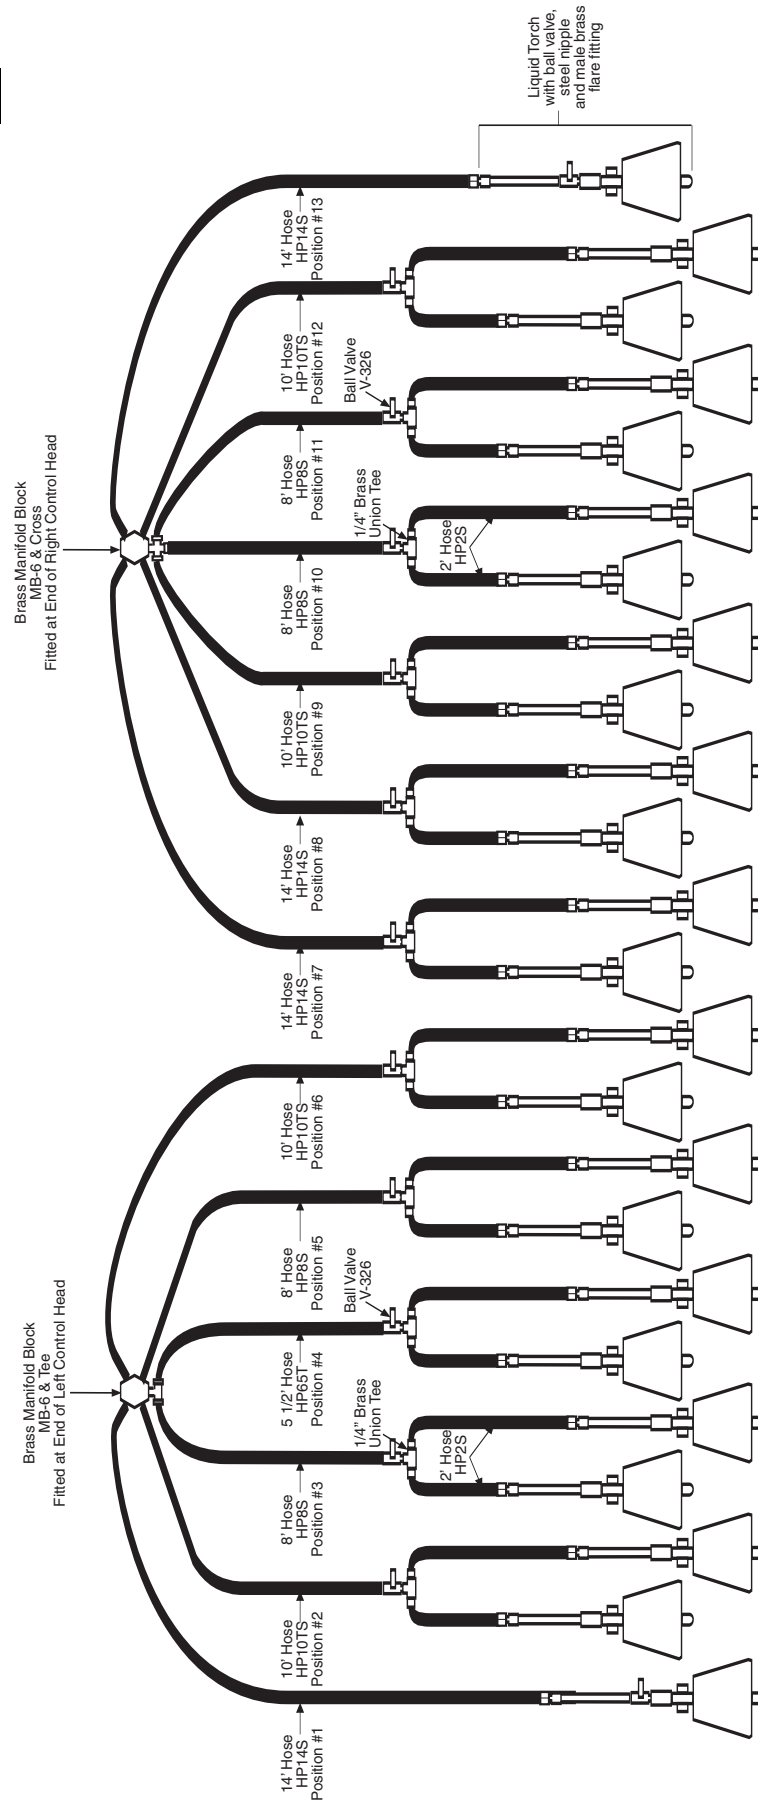 Brass Manifold Block
MB-6 & Tee
Fitted at End of Left Control Head
Brass Manifold Block
MB-6 & Cross
Fitted at End of Right Control Head
14' Hose
HP14S
Position #1
10' Hose
HP10TS
Position #2
8' Hose
HP8S
Position #3
5 1/2' Hose
HP65T
Position #4
8' Hose
HP8S
Position #5
10' Hose
HP10TS
Position #6
14' Hose
HP14S
Position #7
14' Hose
HP14S
Position #8
10' Hose
HP10TS
Position #9
8' Hose
HP8S
Position #10
8' Hose
HP8S
Position #11
10' Hose
HP10TS
Position #12
14' Hose
HP14S
Position #13
1/4" Brass
Union Tee
Ball Valve
V-326
1/4" Brass
Union Tee
Ball Valve
V-326
2' Hose
HP2S
2' Hose
HP2S
Liquid Torch
with ball valve,
steel nipple
and male brass
flare fitting